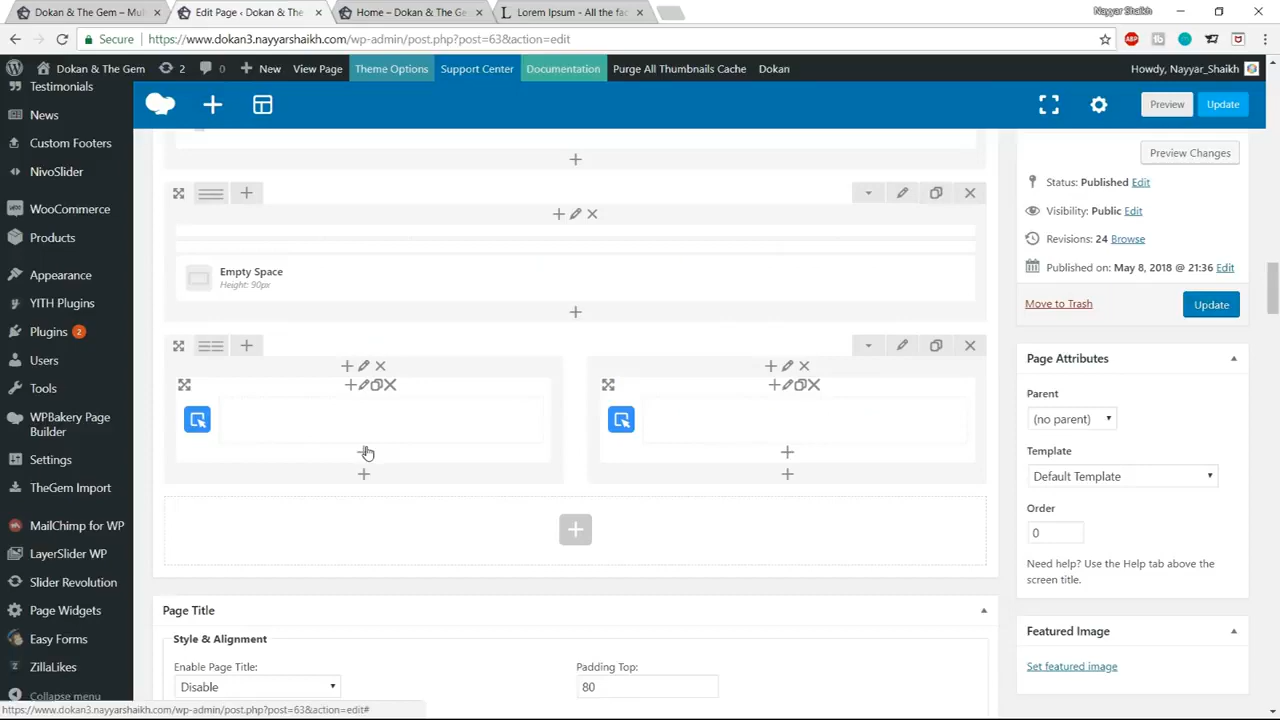 Dokan & The Gem – Mul
Edit Page ‹ Dokan & The
Home – Dokan & The Ge
Lorem Ipsum - All the fac
Nayyar Shaikh
Secure
https://www.dokan3.nayyarshaikh.com/wp-admin/post.php?post=63&action=edit
Dokan & The Gem
2
0
New
View Page
Theme Options
Support Center
Documentation
Purge All Thumbnails Cache
Dokan
Howdy, Nayyar_Shaikh
Testimonials
News
Custom Footers
NivoSlider
WooCommerce
Products
Appearance
YITH Plugins
Plugins 2
Users
Tools
WPBakery Page
Builder
Settings
TheGem Import
MailChimp for WP
LayerSlider WP
Slider Revolution
Page Widgets
Easy Forms
ZillaLikes
Collapse menu
Preview
Update
Empty Space
Height: 90px
Page Title
Style & Alignment
Enable Page Title:
Disable
Padding Top:
80
Preview Changes
Status: Published Edit
Visibility: Public Edit
Revisions: 24 Browse
Published on: May 8, 2018 @ 21:36 Edit
Move to Trash
Update
Page Attributes
Parent
(no parent)
Template
Default Template
Order
0
Need help? Use the Help tab above the
screen title.
Featured Image
Set featured image
https://www.dokan3.nayyarshaikh.com/wp-admin/post.php?post=63&action=edit#